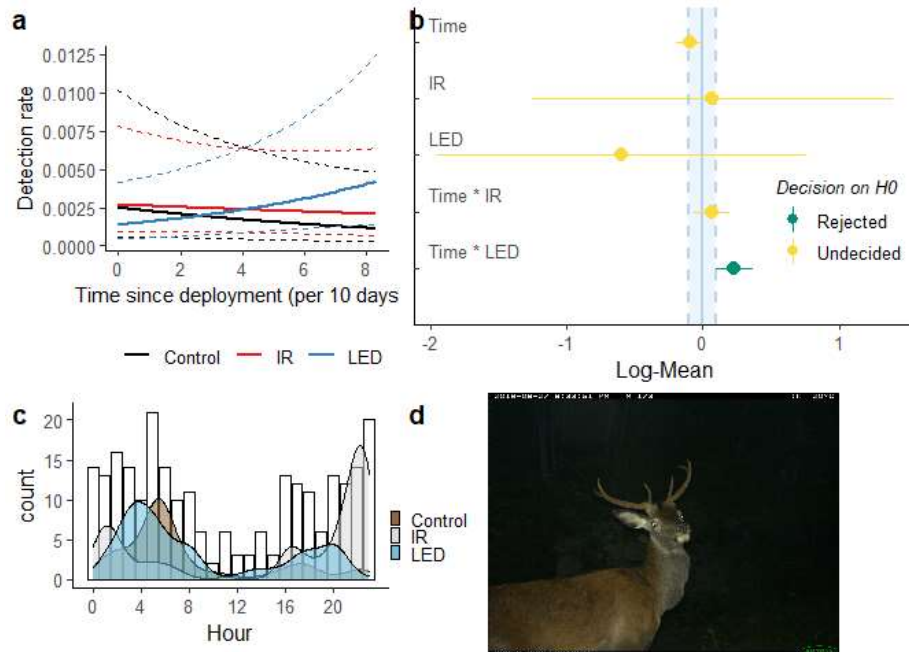 a
0.0125
0.0100
0.0075
0.0050
0.0025
0.0000
Detection rate
0 2 4 6 8
Time since deployment (per 10 days
Control IR LED
b
Time
IR
LED
Time * IR
Time * LED
Decision on H0
Rejected
Undecided
-2 -1 0 1
Log-Mean
c
20
15
10
5
0
count
0 4 8 12 16 20
Hour
Control
IR
LED
d